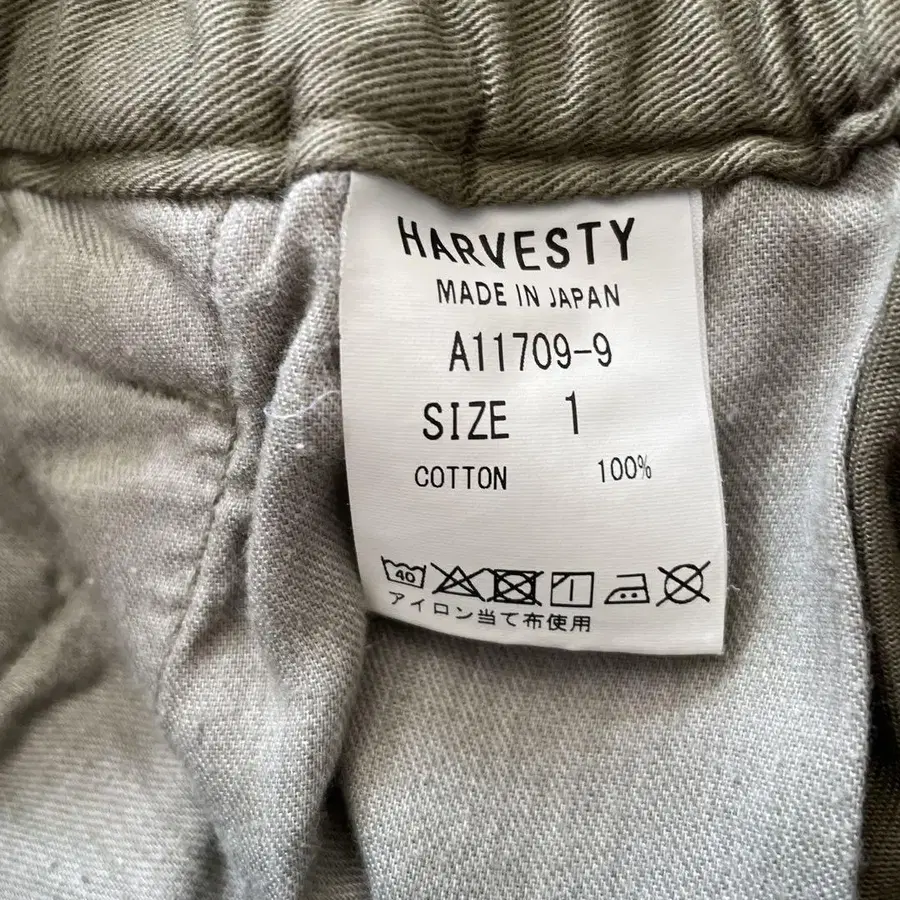 HARVESTY
MADE IN JAPAN
A11709-9
SIZE 1
COTTON 100%
40
アイロン当て布使用